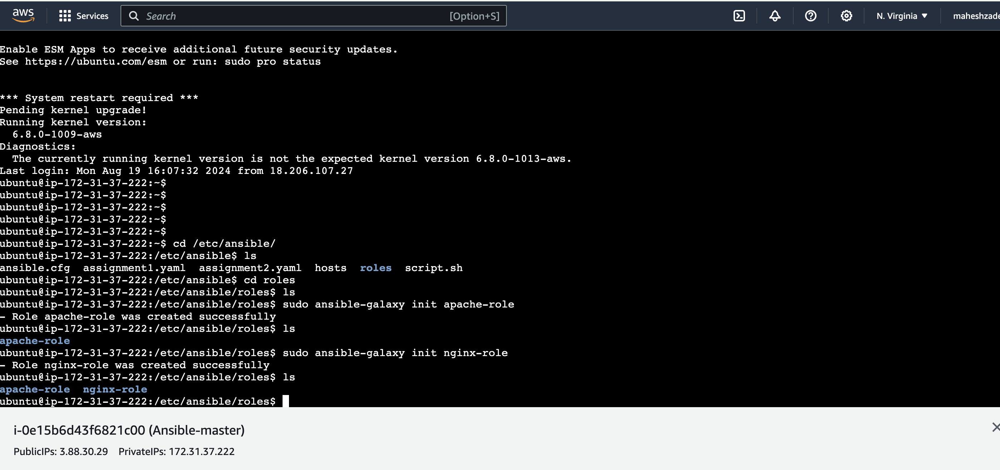 aws Services Search [Option+S] N. Virginia maheshzade
Enable ESM Apps to receive additional future security updates.
See https://ubuntu.com/esm or run: sudo pro status
*** System restart required ***
Pending kernel upgrade!
Running kernel version:
6.8.0-1009-aws
Diagnostics:
The currently running kernel version is not the expected kernel version 6.8.0-1013-aws.
Last login: Mon Aug 19 16:07:32 2024 from 18.206.107.27
ubuntu@ip-172-31-37-222:~$
ubuntu@ip-172-31-37-222:~$
ubuntu@ip-172-31-37-222:~$
ubuntu@ip-172-31-37-222:~$
ubuntu@ip-172-31-37-222:~$
ubuntu@ip-172-31-37-222:~$ cd /etc/ansible/
ubuntu@ip-172-31-37-222:/etc/ansible$ ls
ansible.cfg assignment1.yaml assignment2.yaml hosts roles script.sh
ubuntu@ip-172-31-37-222:/etc/ansible$ cd roles
ubuntu@ip-172-31-37-222:/etc/ansible/roles$ ls
ubuntu@ip-172-31-37-222:/etc/ansible/roles$ sudo ansible-galaxy init apache-role
- Role apache-role was created successfully
ubuntu@ip-172-31-37-222:/etc/ansible/roles$ ls
apache-role
ubuntu@ip-172-31-37-222:/etc/ansible/roles$ sudo ansible-galaxy init nginx-role
- Role nginx-role was created successfully
ubuntu@ip-172-31-37-222:/etc/ansible/roles$ ls
apache-role nginx-role
ubuntu@ip-172-31-37-222:/etc/ansible/roles$
i-0e15b6d43f6821c00 (Ansible-master)
PublicIPs: 3.88.30.29 PrivateIPs: 172.31.37.222